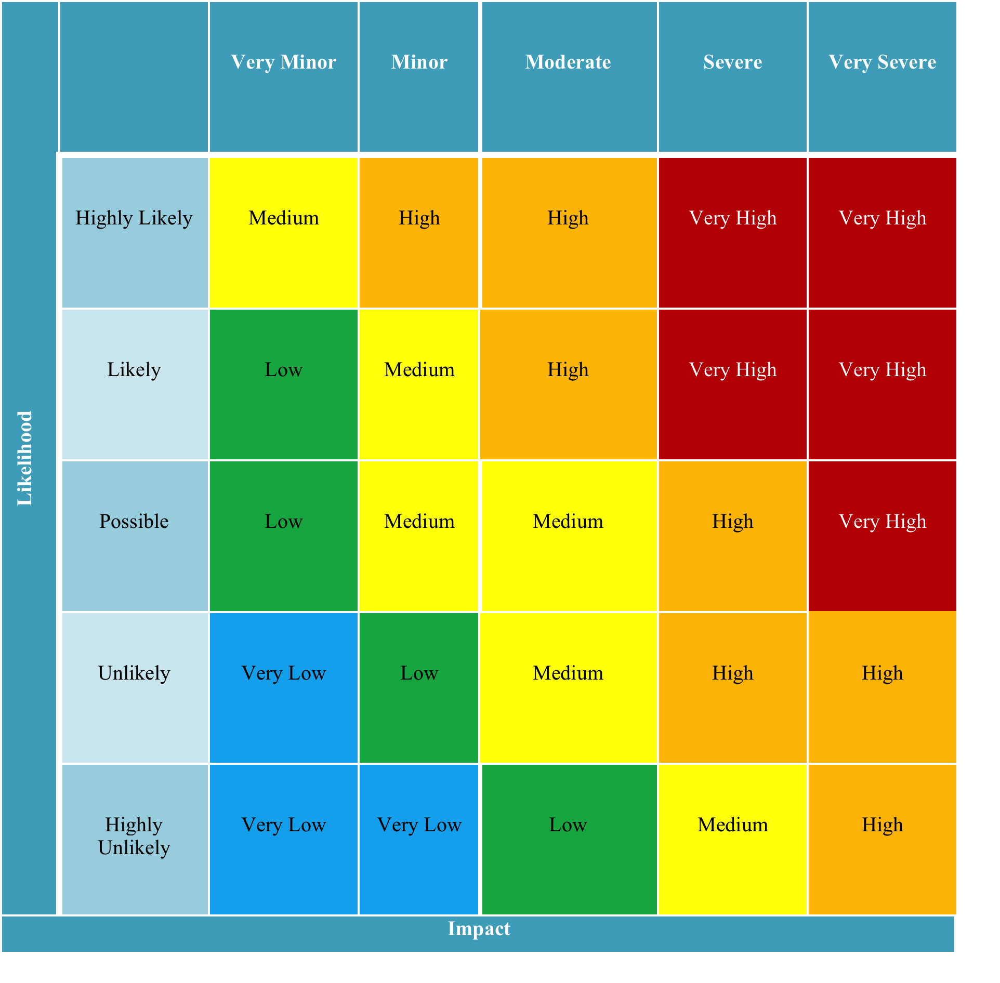 Very Minor Minor Moderate Severe Very Severe
Highly Likely Medium High High Very High Very High
Likely Low Medium High Very High Very High
Likelihood
Possible Low Medium Medium High Very High
Unlikely Very Low Low Medium High High
Highly Very Low Very Low Low Medium High
Unlikely
Impact